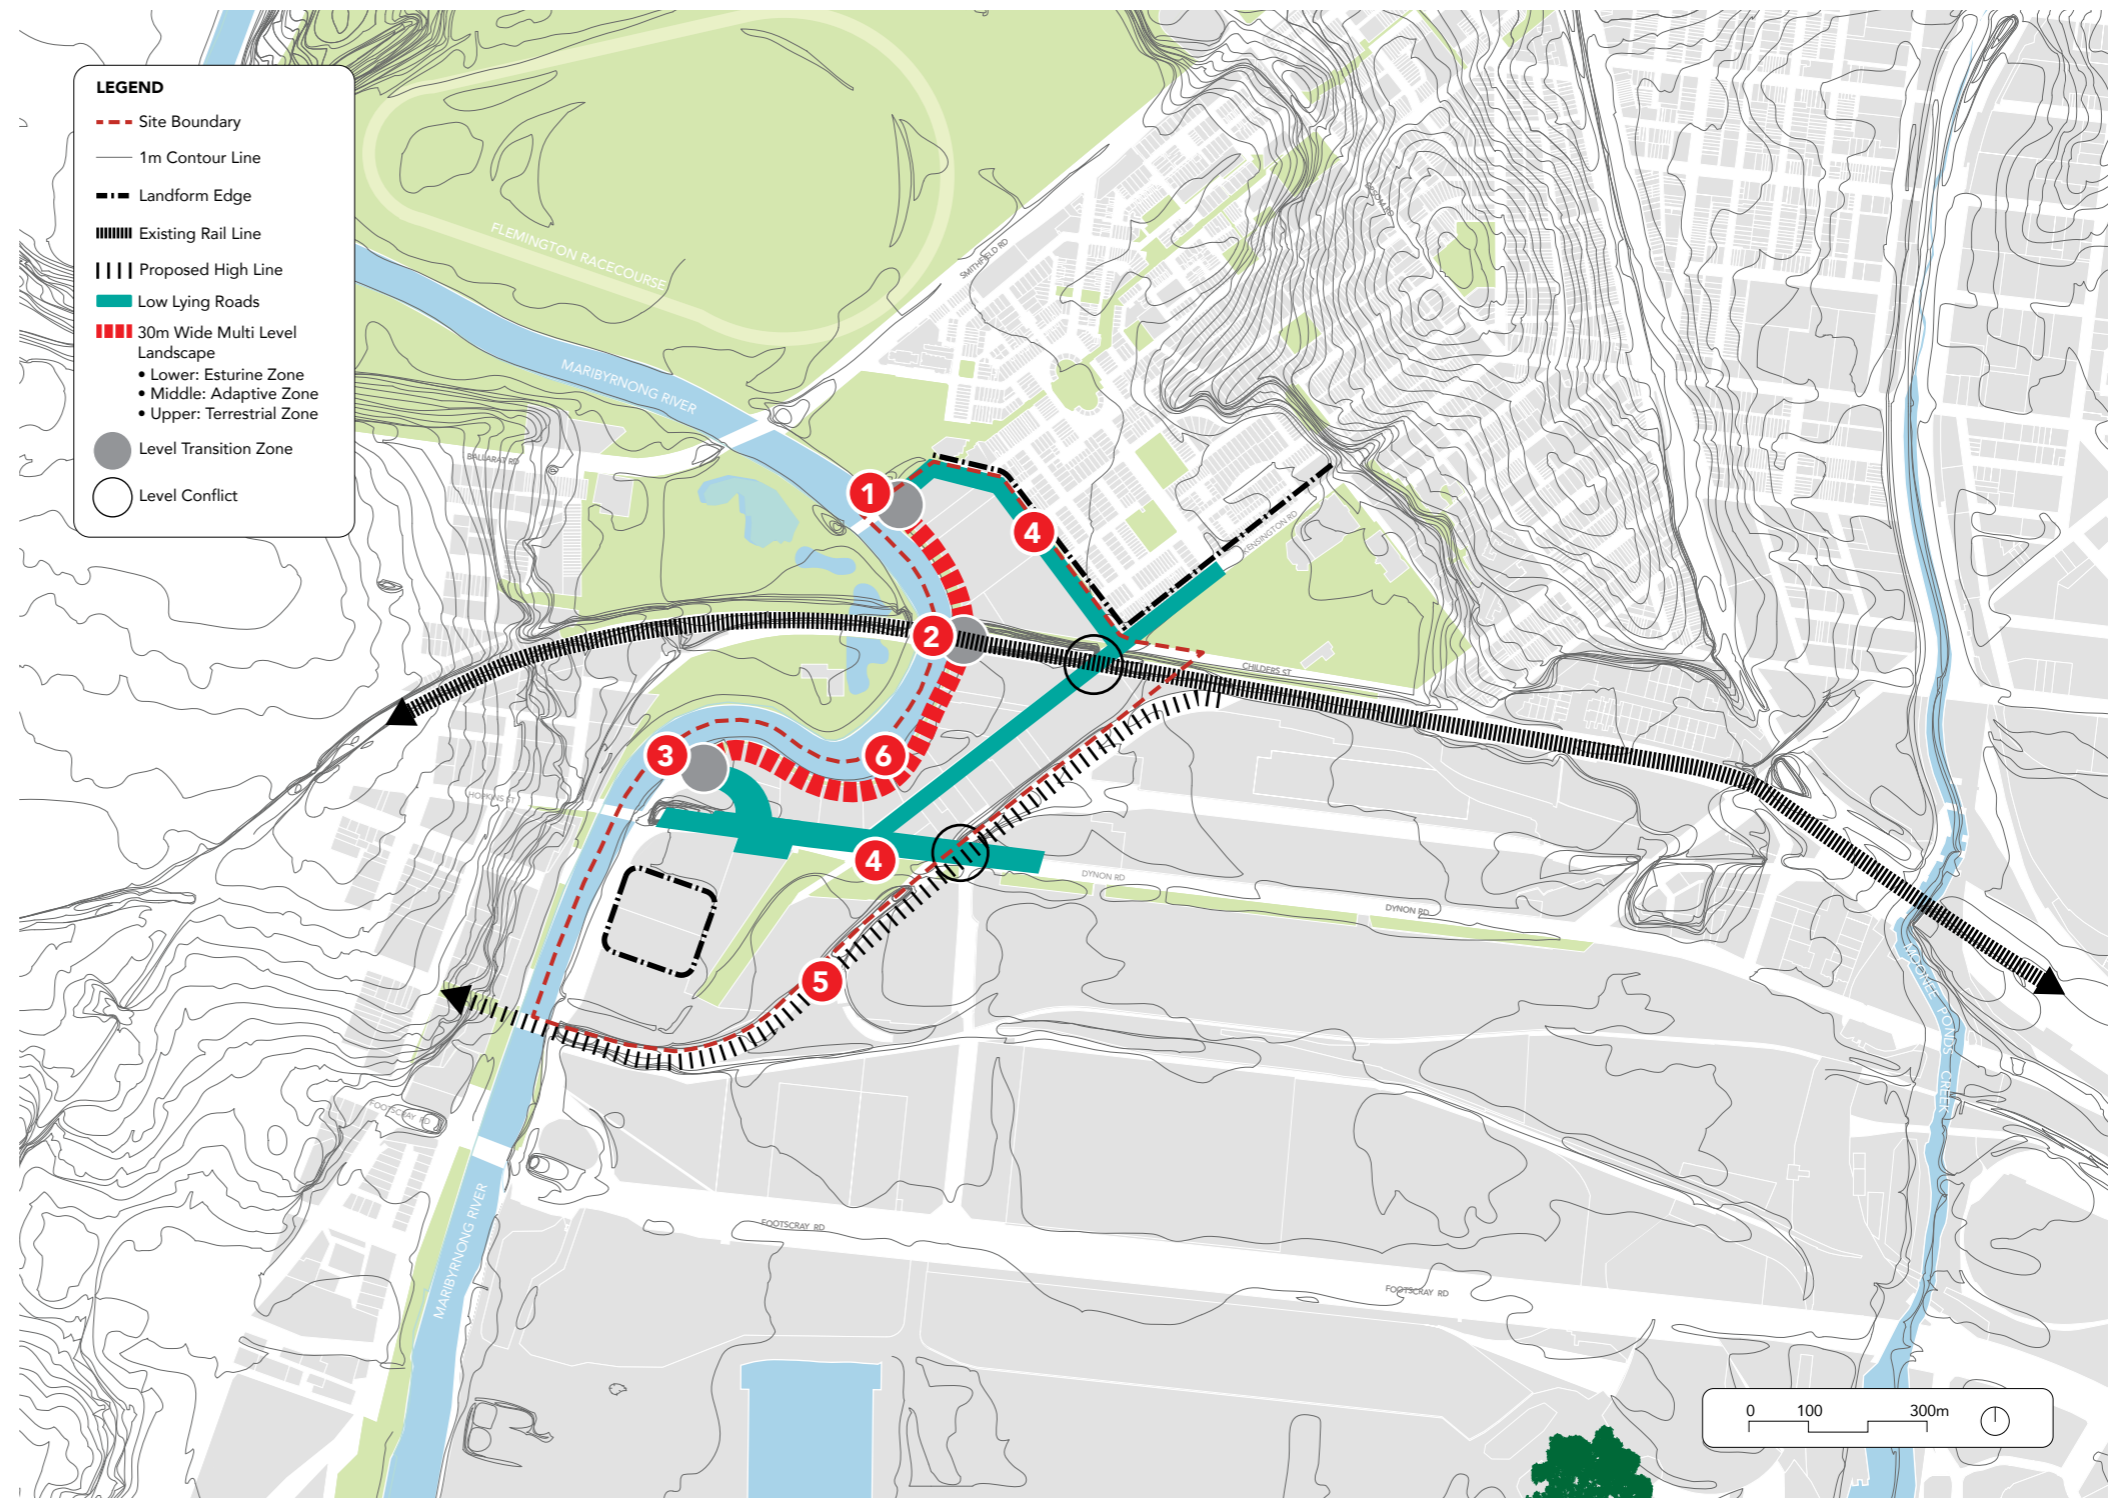 LEGEND
Site Boundary
1m Contour Line
Landform Edge
Existing Rail Line
Proposed High Line
Low Lying Roads
30m Wide Multi Level
Landscape
• Lower: Esturine Zone
• Middle: Adaptive Zone
• Upper: Terrestrial Zone
Level Transition Zone
Level Conflict
FLEMINGTON RACECOURSE
SMITHFIELD RD
EPSOM RD
MARIBYRNONG RIVER
BALLARAT RD
1
4
KENSINGTON RD
2
CHILDERS ST
3
6
HOPKINS ST
4
DYNON RD
DYNON RD
5
MOONEE PONDS CREEK
FOOTSCRAY RD
MARIBYRNONG RIVER
FOOTSCRAY RD
FOOTSCRAY RD
0 100 300m